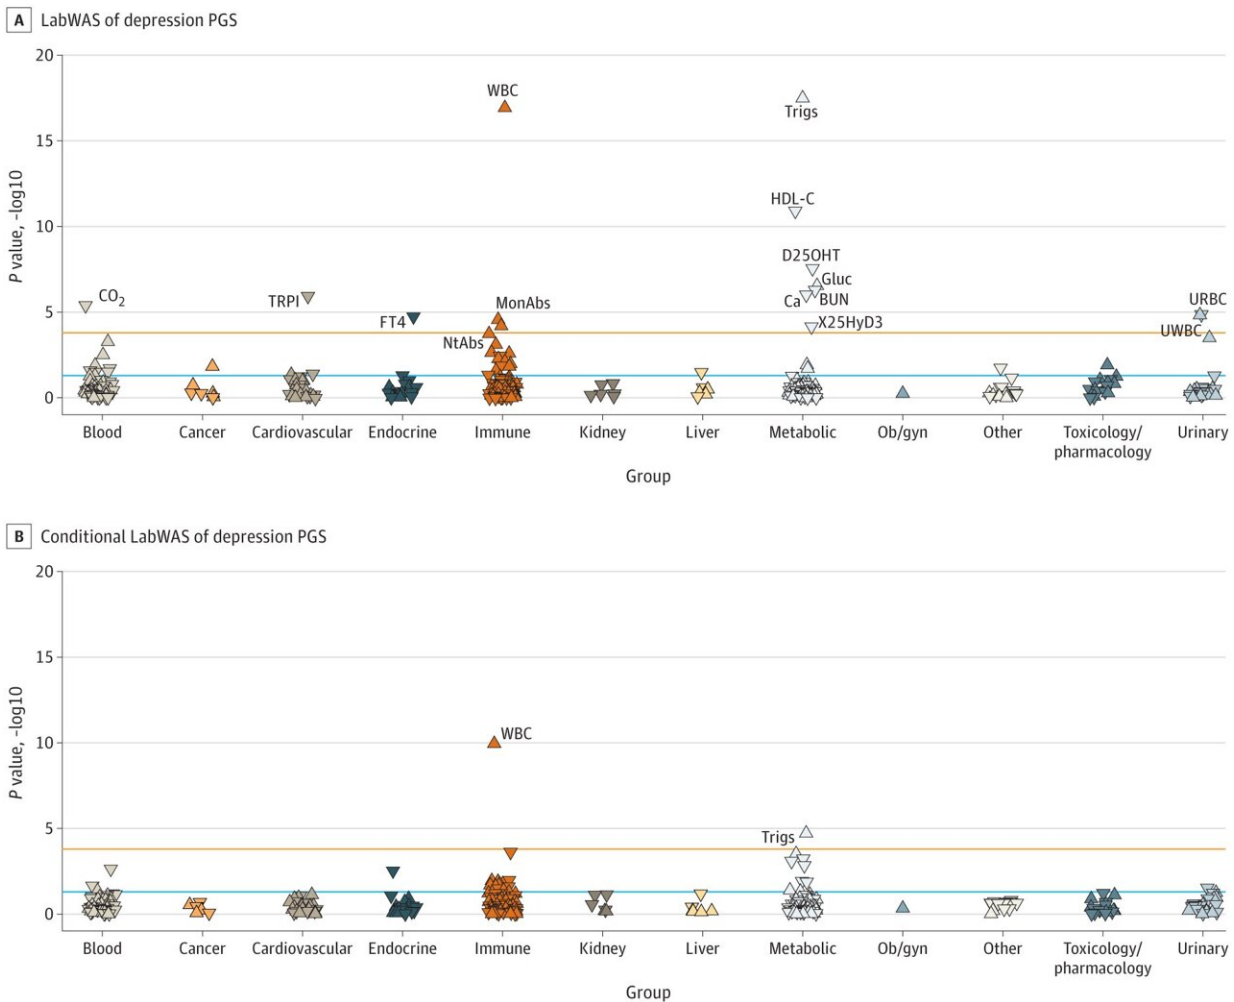 A LabWAS of depression PGS
20
15
10
5
0
P value, -log10
WBC
Trigs
HDL-C
D25OHT
Gluc
Ca
BUN
X25HyD3
CO2
TRPI
FT4
MonAbs
NtAbs
URBC
UWBC
Blood Cancer Cardiovascular Endocrine Immune Kidney Liver Metabolic Ob/gyn Other Toxicology/ Urinary
pharmacology
Group
B Conditional LabWAS of depression PGS
20
15
10
5
0
P value, -log10
WBC
Trigs
Blood Cancer Cardiovascular Endocrine Immune Kidney Liver Metabolic Ob/gyn Other Toxicology/ Urinary
pharmacology
Group